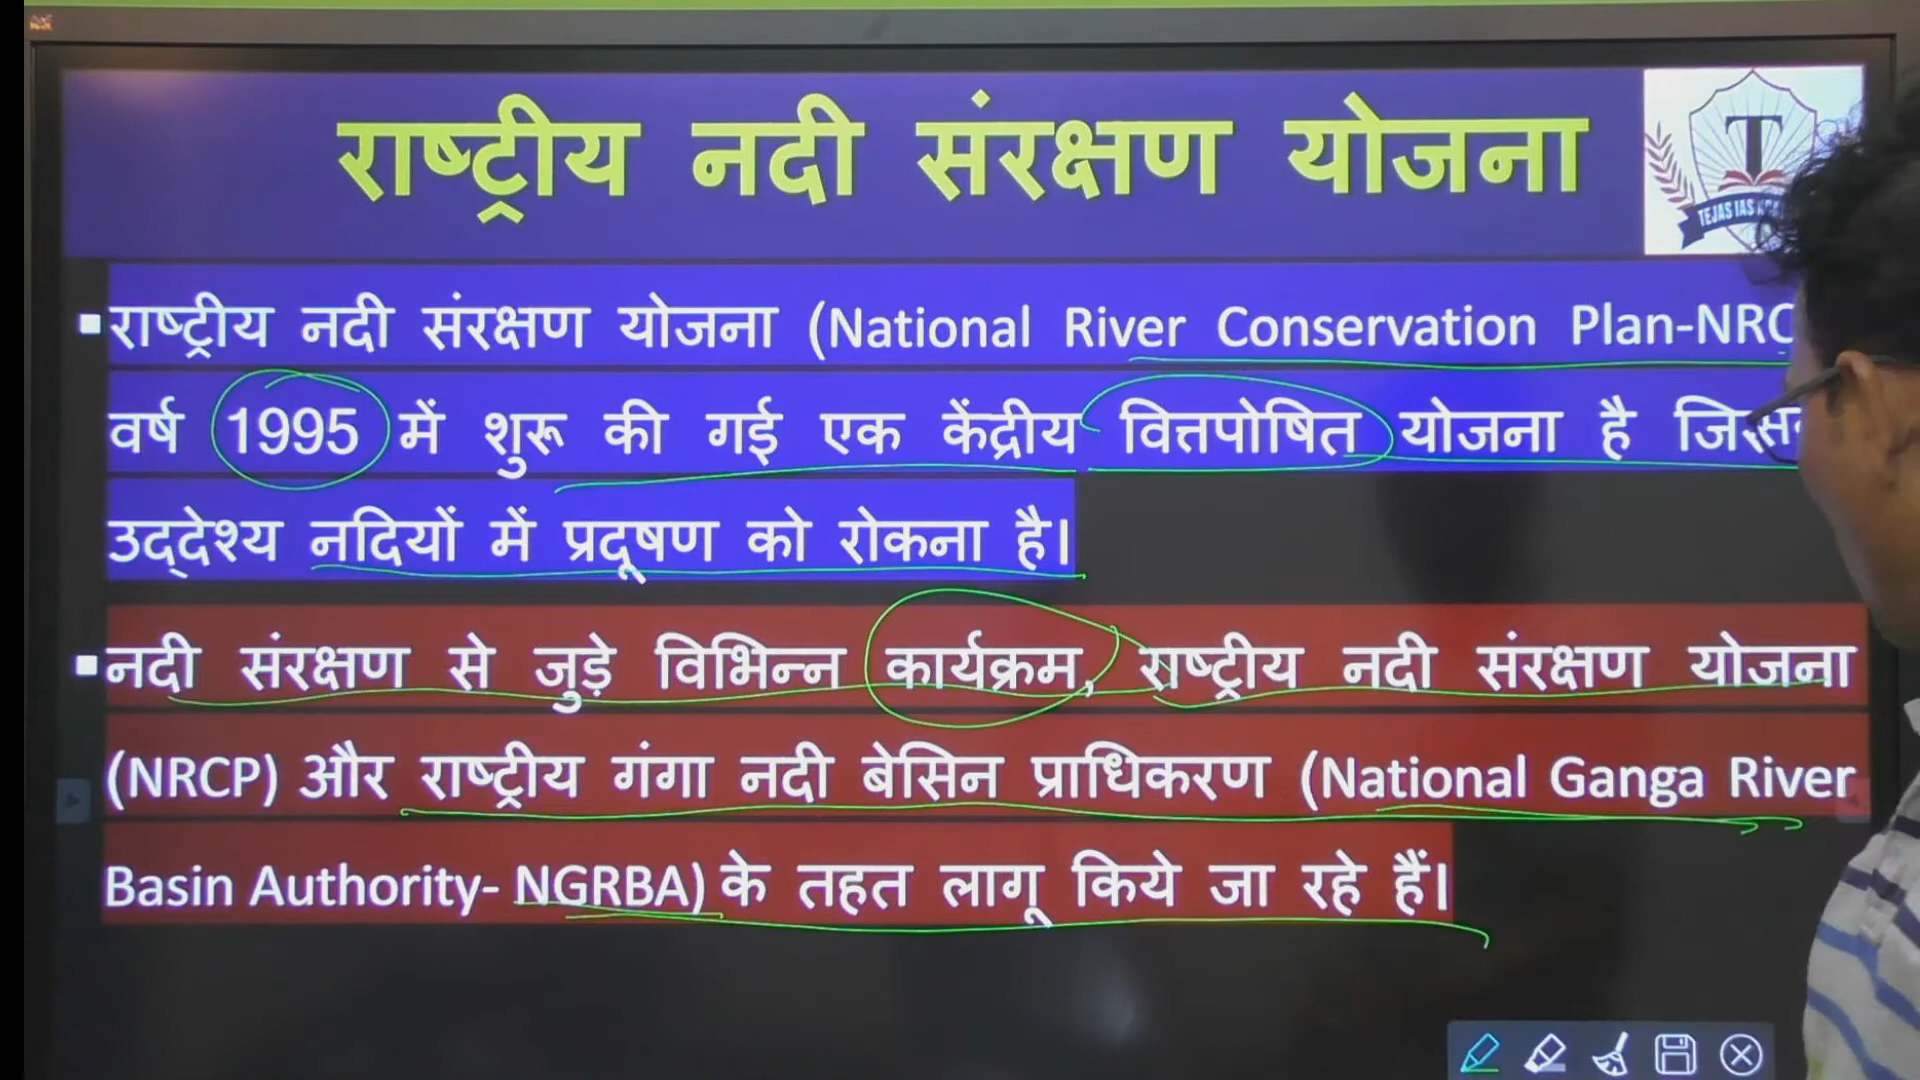 राष्ट्रीय नदी संरक्षण योजना
T
TEJAS IAS
▪राष्ट्रीय नदी संरक्षण योजना (National River Conservation Plan-NRC
वर्ष 1995 में शुरू की गई एक केंद्रीय वित्तपोषित योजना है
उद्देश्य नदियों में प्रदूषण को रोकना है।
▪नदी संरक्षण से जुड़े विभिन्न कार्यक्रम, राष्ट्रीय नदी संरक्षण योजना
(NRCP) और राष्ट्रीय गंगा नदी बेसिन प्राधिकरण (National Ganga River
Basin Authority- NGRBA) के तहत लागू किये जा रहे हैं।